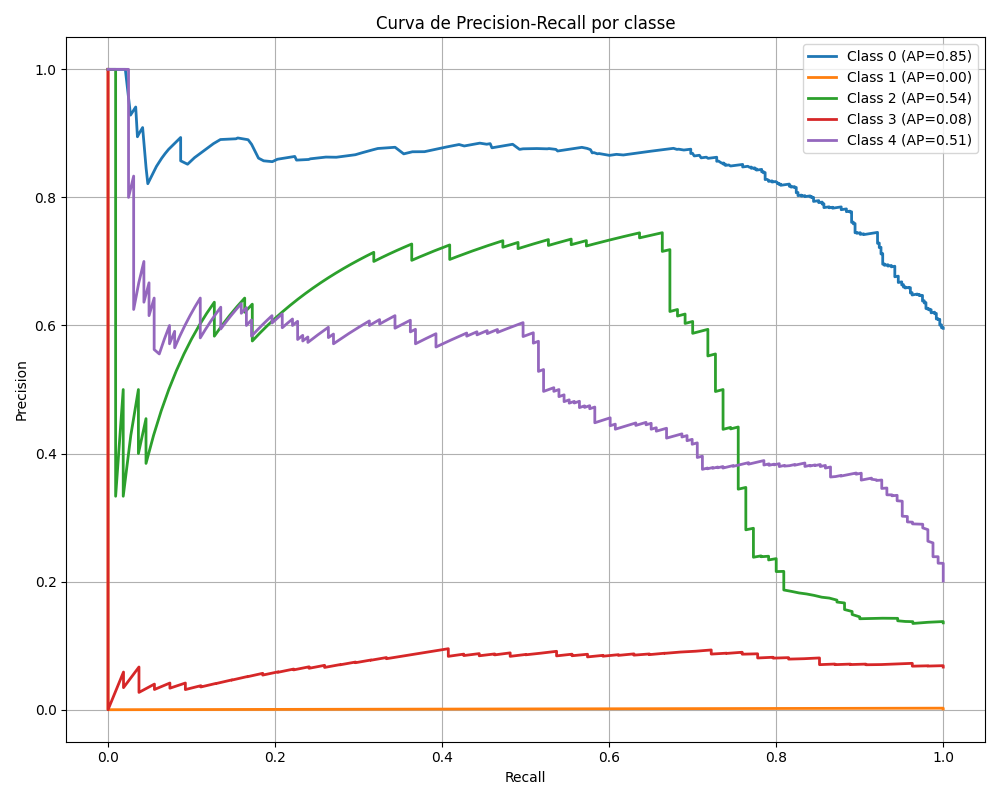 Curva de Precision-Recall por classe
Precision
1.0
0.8
0.6
0.4
0.2
0.0
Class 0 (AP=0.85)
Class 1 (AP=0.00)
Class 2 (AP=0.54)
Class 3 (AP=0.08)
Class 4 (AP=0.51)
0.0 0.2 0.4 0.6 0.8 1.0
Recall